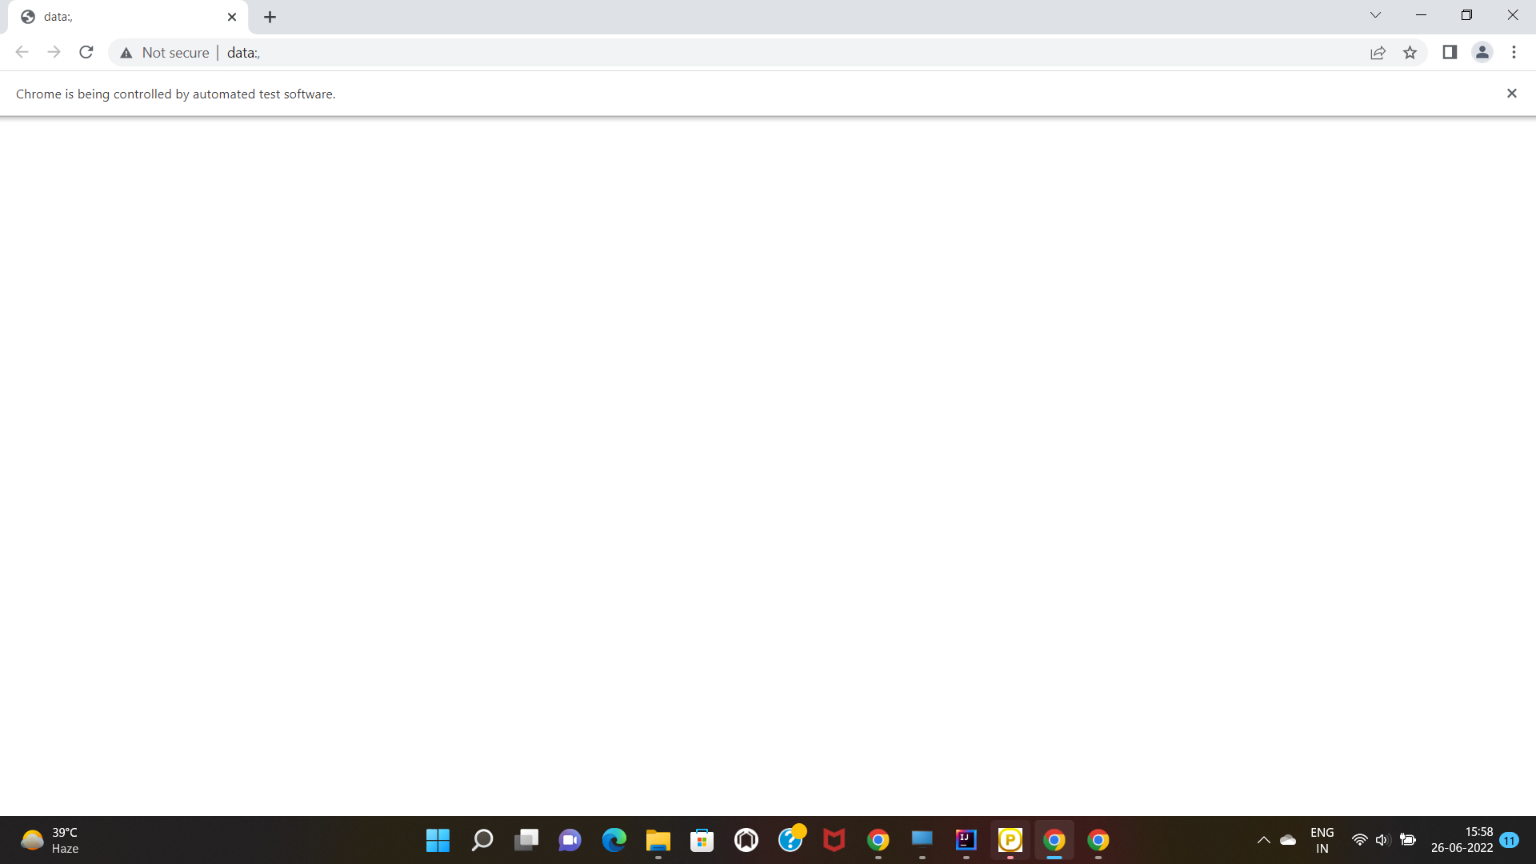 data:,
Not secure | data:,
Chrome is being controlled by automated test software.
39°C
Haze
IJ
P
ENG
IN
15:58
26-06-2022
11